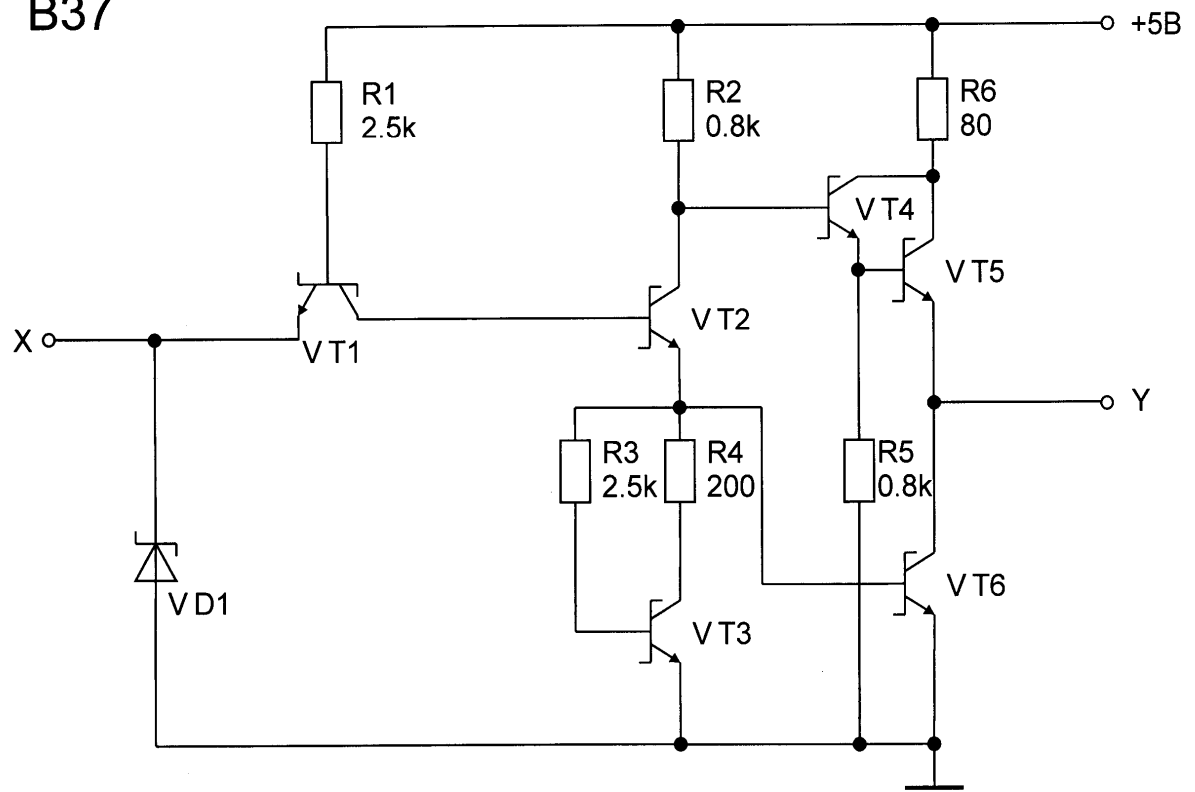 B37
+5B
R1
2.5k
R2
0.8k
R6
80
VT4
VT5
VT2
X
VT1
Y
R3
2.5k
R4
200
R5
0.8k
VT6
VD1
VT3